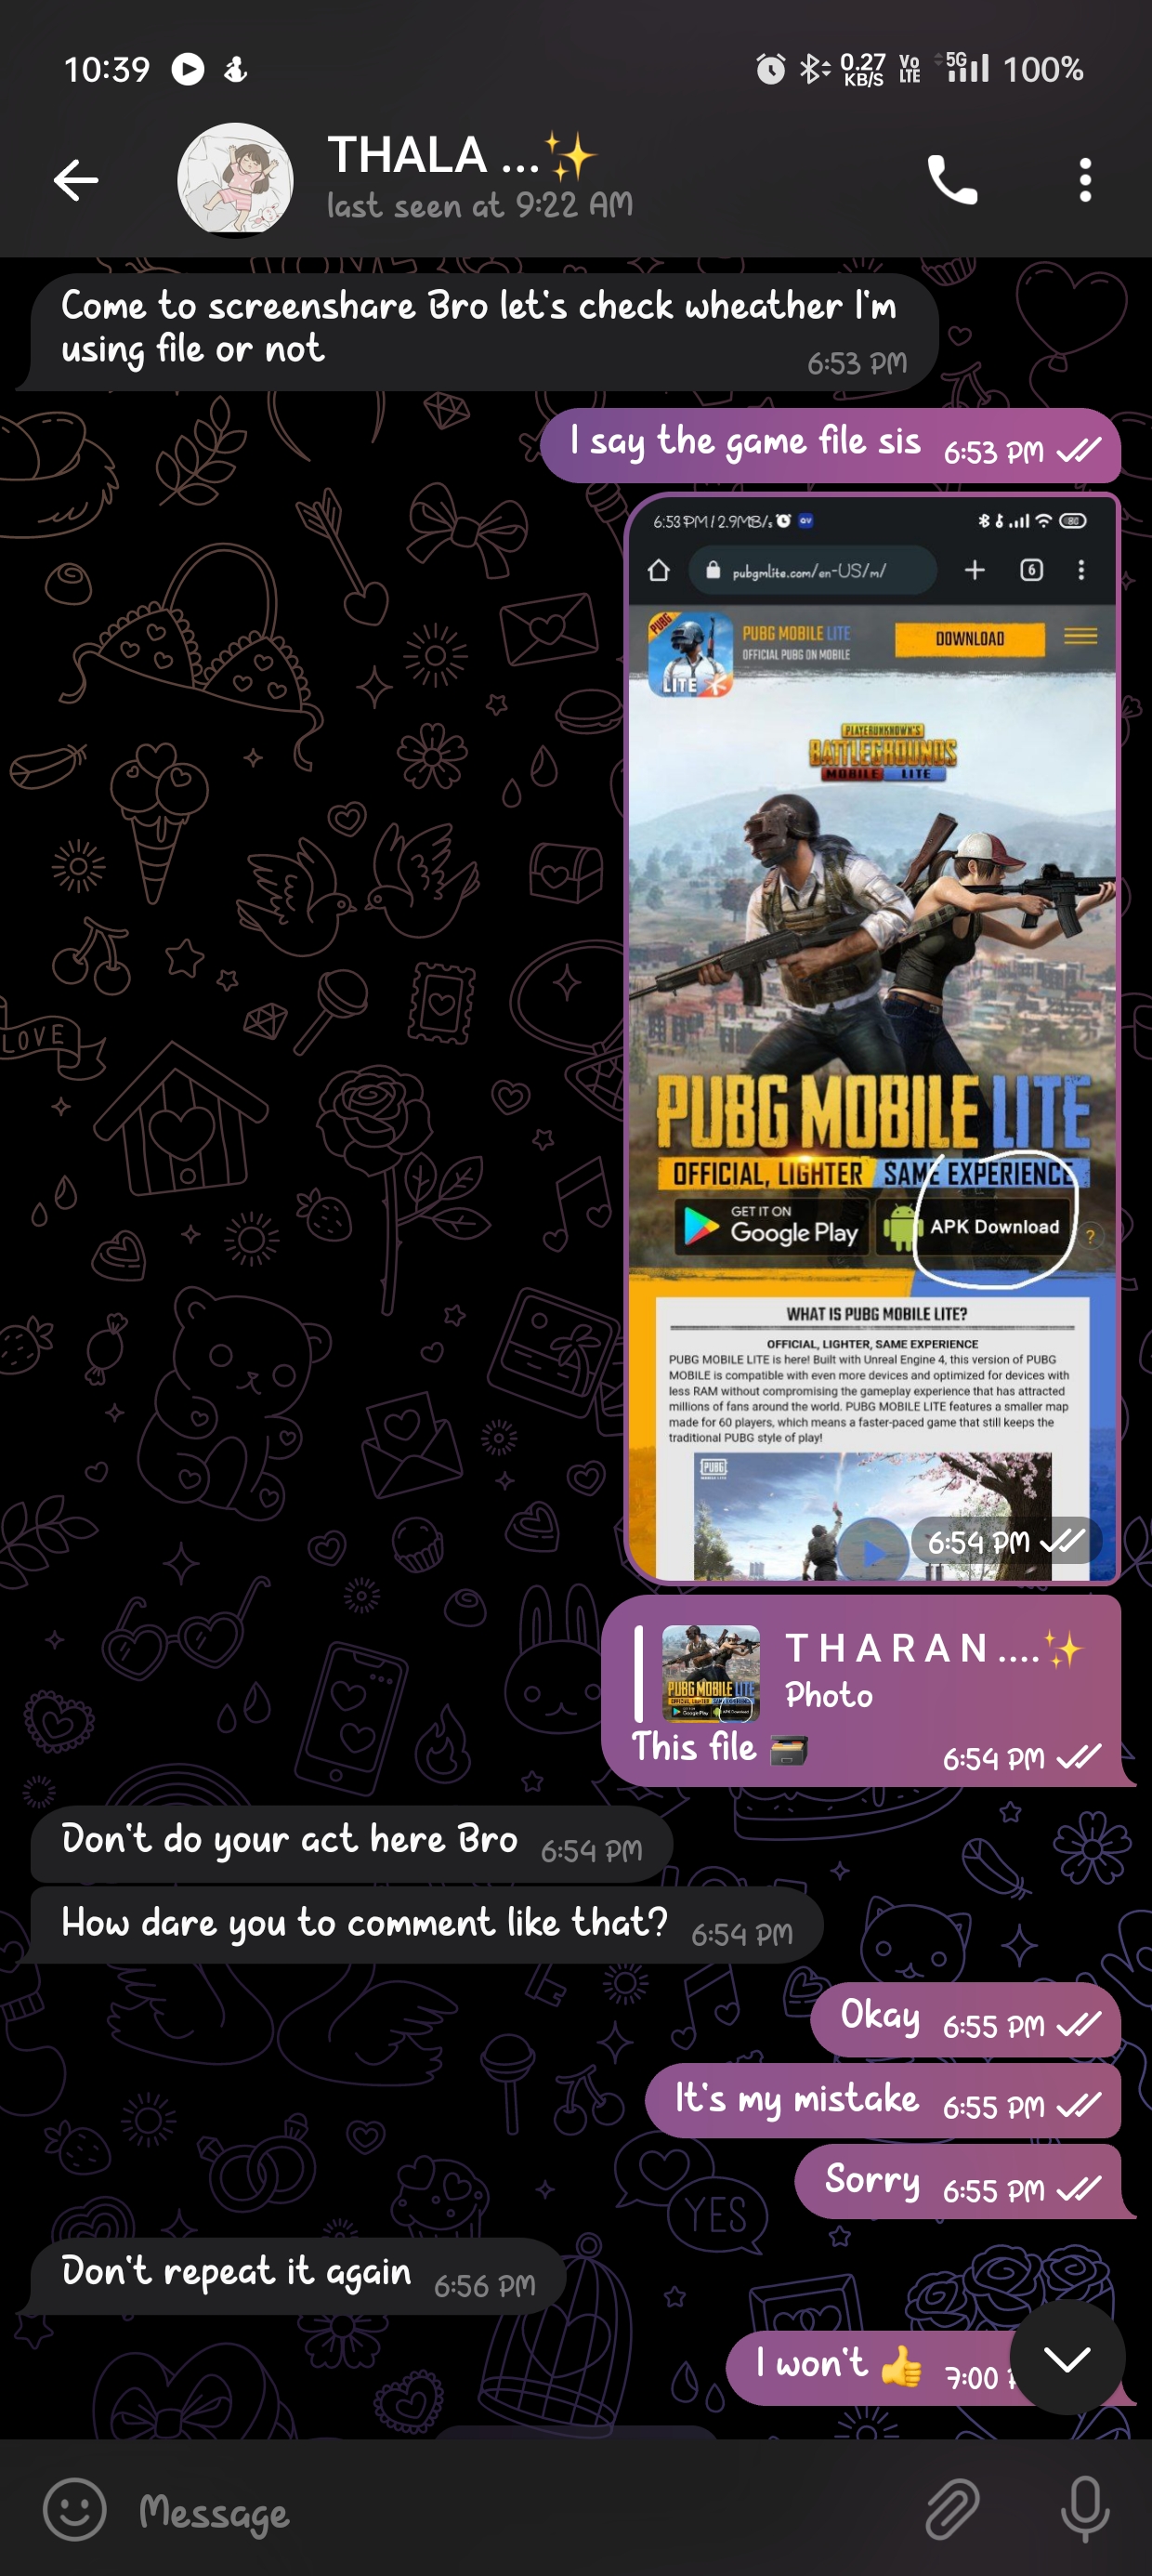 10:39
0.27
KB/S
Vo
LTE
5G
100%
THALA ...✨
last seen at 9:22 AM
Come to screenshare Bro let's check wheather I'm
using file or not
6:53 PM
I say the game file sis 6:53 PM
6:53 PM / 2.9MB/s
80
pubgmlite.com/en-US/m/
6
PUBG
LITE
PUBG MOBILE LITE
OFFICIAL PUBG ON MOBILE
DOWNLOAD
PLAYERUNKNOWN'S
BATTLEGROUNDS
MOBILE LITE
PUBG MOBILE LITE
OFFICIAL, LIGHTER SAME EXPERIENCE
GET IT ON
Google Play
APK Download
?
WHAT IS PUBG MOBILE LITE?
OFFICIAL, LIGHTER, SAME EXPERIENCE
PUBG MOBILE LITE is here! Built with Unreal Engine 4, this version of PUBG
MOBILE is compatible with even more devices and optimized for devices with
less RAM without compromising the gameplay experience that has attracted
millions of fans around the world. PUBG MOBILE LITE features a smaller map
made for 60 players, which means a faster-paced game that still keeps the
traditional PUBG style of play!
PUBG
6:54 PM
T H A R A N ....✨
Photo
This file 🗃️ 6:54 PM
Don't do your act here Bro 6:54 PM
How dare you to comment like that? 6:54 PM
Okay 6:55 PM
It's my mistake 6:55 PM
Sorry 6:55 PM
Don't repeat it again 6:56 PM
I won't 👍 7:00
Message
LOVE
YES